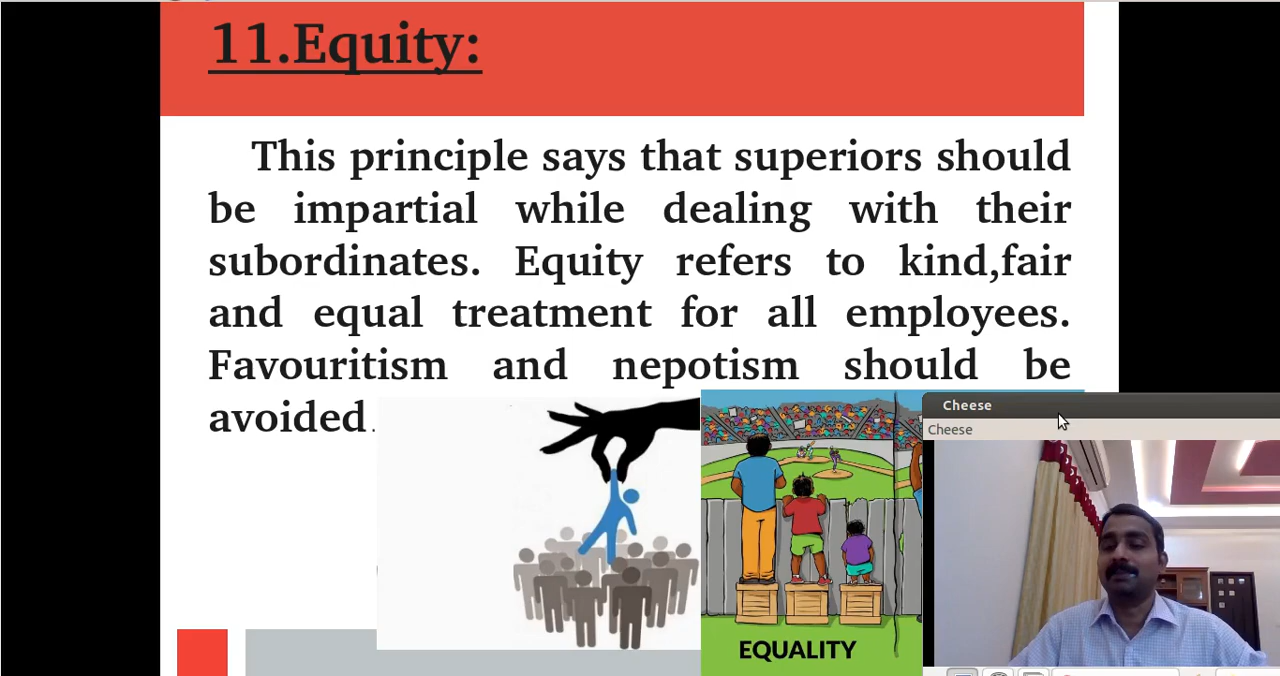 11.Equity:
This principle says that superiors should
be impartial while dealing with their
subordinates. Equity refers to kind,fair
and equal treatment for all employees.
Favouritism and nepotism should be
avoided.
Cheese
Cheese
EQUALITY